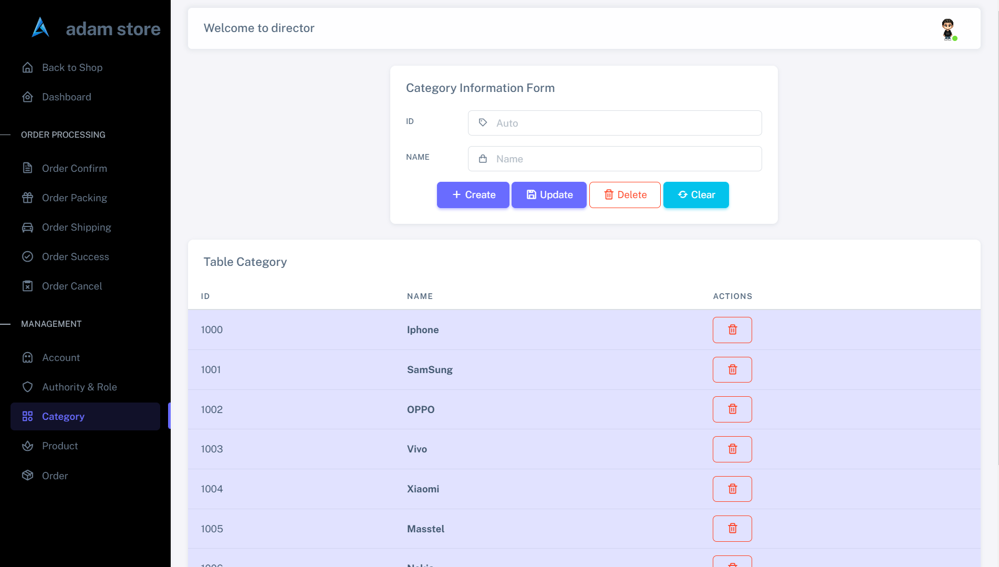 adam store
Back to Shop
Dashboard
ORDER PROCESSING
Order Confirm
Order Packing
Order Shipping
Order Success
Order Cancel
MANAGEMENT
Account
Authority & Role
Category
Product
Order
Welcome to director
Category Information Form
ID Auto
NAME Name
Create Update Delete Clear
Table Category
ID NAME ACTIONS
1000 Iphone
1001 SamSung
1002 OPPO
1003 Vivo
1004 Xiaomi
1005 Masstel